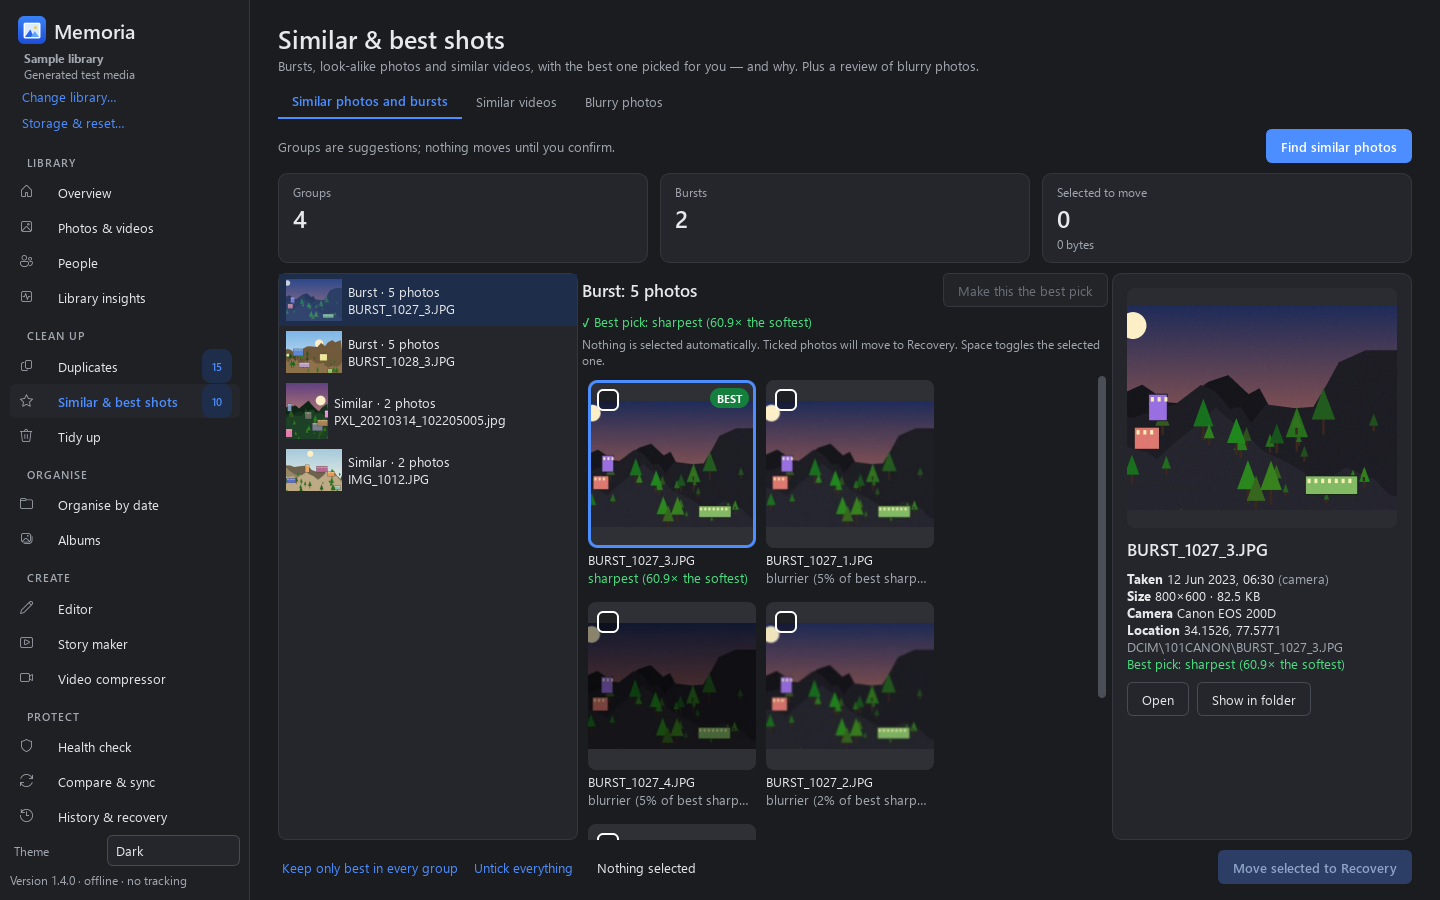 Memoria
Sample library
Generated test media
Change library...
Storage & reset...
LIBRARY
Overview
Photos & videos
People
Library insights
CLEAN UP
Duplicates 15
Similar & best shots 10
Tidy up
ORGANISE
Organise by date
Albums
CREATE
Editor
Story maker
Video compressor
PROTECT
Health check
Compare & sync
History & recovery
Theme Dark
Version 1.4.0 · offline · no tracking
Similar & best shots
Bursts, look-alike photos and similar videos, with the best one picked for you — and why. Plus a review of blurry photos.
Similar photos and bursts Similar videos Blurry photos
Groups are suggestions; nothing moves until you confirm.
Find similar photos
Groups
4
Bursts
2
Selected to move
0
0 bytes
Burst · 5 photos
BURST_1027_3.JPG
Burst · 5 photos
BURST_1028_3.JPG
Similar · 2 photos
PXL_20210314_102205005.jpg
Similar · 2 photos
IMG_1012.JPG
Burst: 5 photos
Make this the best pick
✓ Best pick: sharpest (60.9× the softest)
Nothing is selected automatically. Ticked photos will move to Recovery. Space toggles the selected
one.
BEST
BURST_1027_3.JPG
sharpest (60.9× the softest)
BURST_1027_1.JPG
blurrier (5% of best sharp...
BURST_1027_4.JPG
blurrier (5% of best sharp...
BURST_1027_2.JPG
blurrier (2% of best sharp...
BURST_1027_3.JPG
Taken 12 Jun 2023, 06:30 (camera)
Size 800×600 · 82.5 KB
Camera Canon EOS 200D
Location 34.1526, 77.5771
DCIM\101CANON\BURST_1027_3.JPG
Best pick: sharpest (60.9× the softest)
Open Show in folder
Keep only best in every group Untick everything Nothing selected
Move selected to Recovery